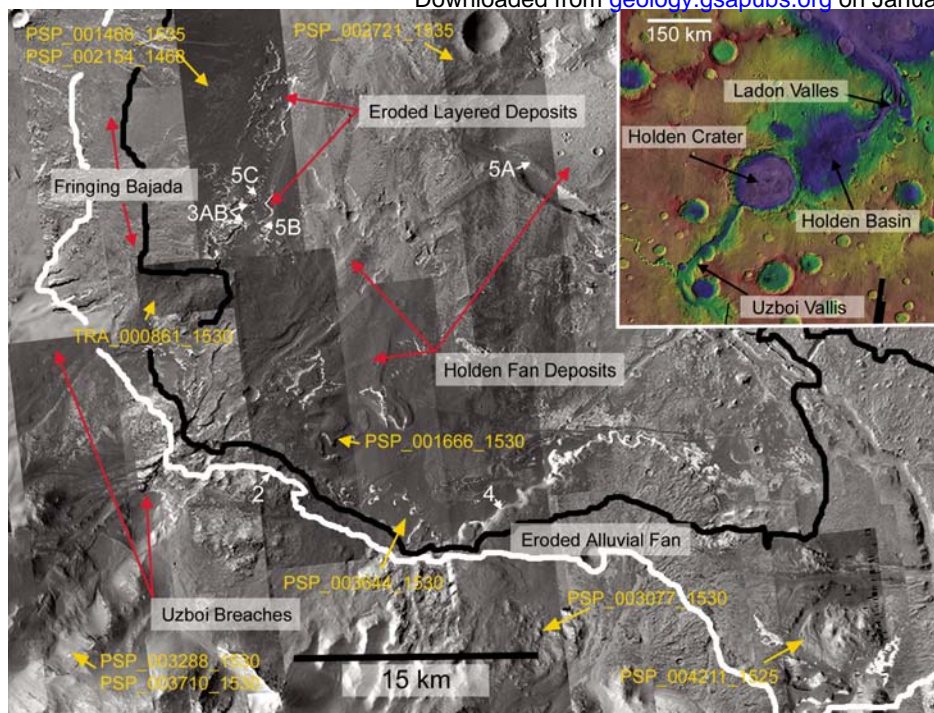 Downloaded from geology.gsapubs.org on Janua
PSP_001468_1535
PSP_002154_1468
PSP_002721_1535
150 km
Ladon Valles
Eroded Layered Deposits
Holden Crater
5A
Fringing Bajada
5C
3AB
5B
Holden Basin
Uzboi Vallis
TRA_000861_1530
Holden Fan Deposits
PSP_001666_1530
2
4
Eroded Alluvial Fan
PSP_003644_1530
Uzboi Breaches
PSP_003077_1530
PSP_003288_1530
PSP_003710_1530
15 km
PSP_004211_1525